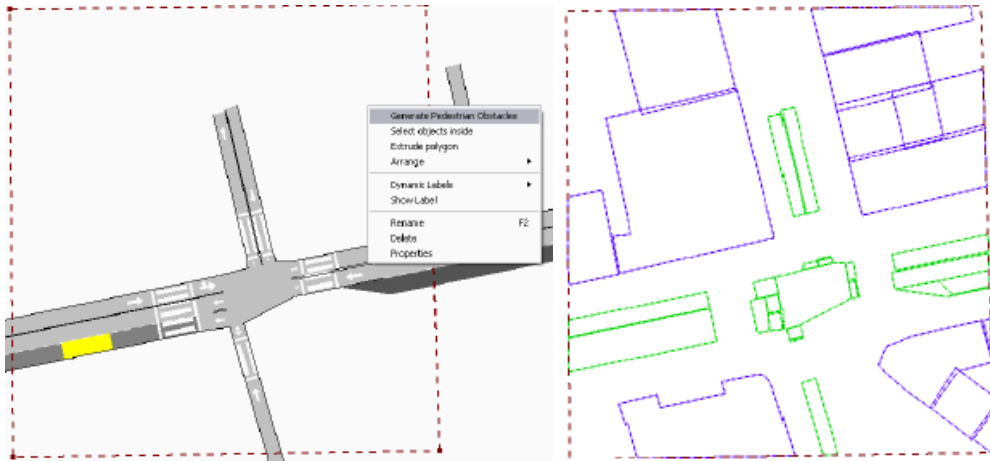 Generate Pedestrian Obstacles
Select objects inside
Extrude polygon
Arrange
Dynamic Labels
Show Label
Rename F2
Delete
Properties